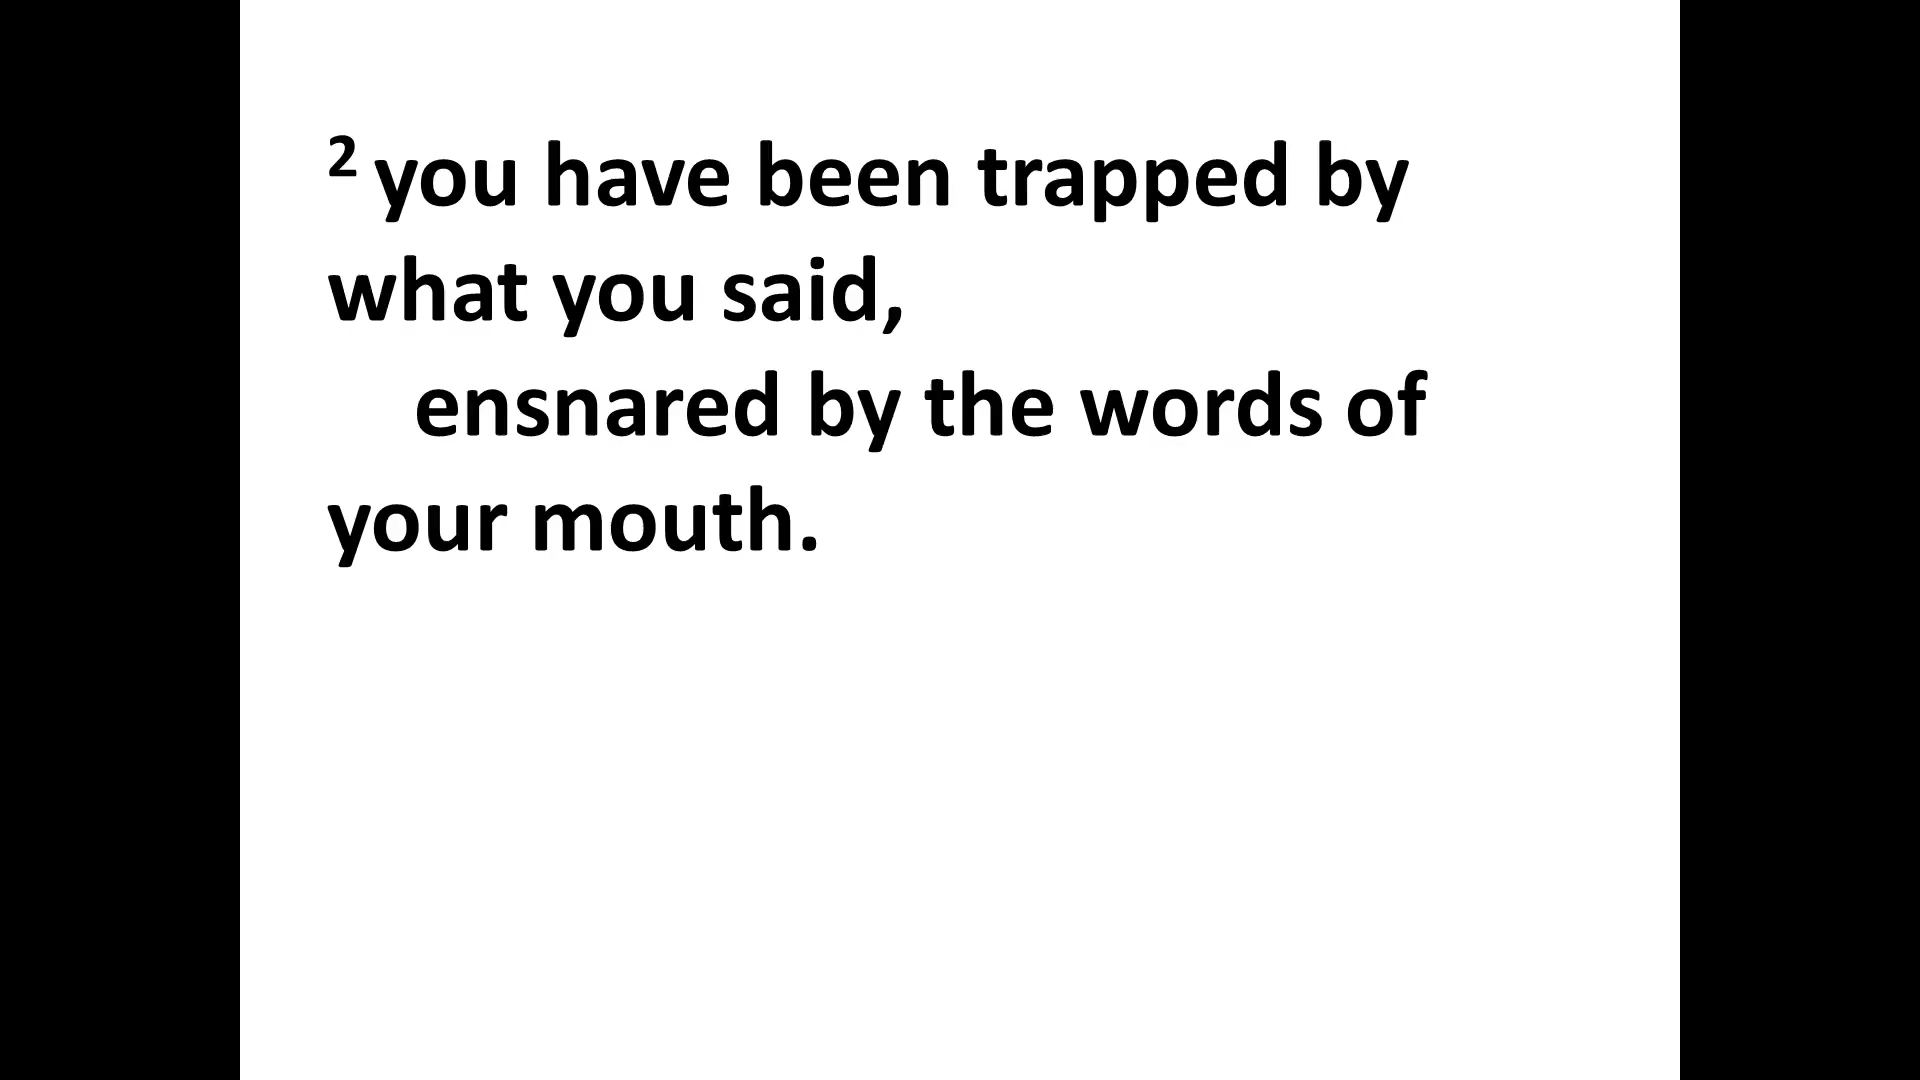 ² you have been trapped by
what you said,
ensnared by the words of
your mouth.